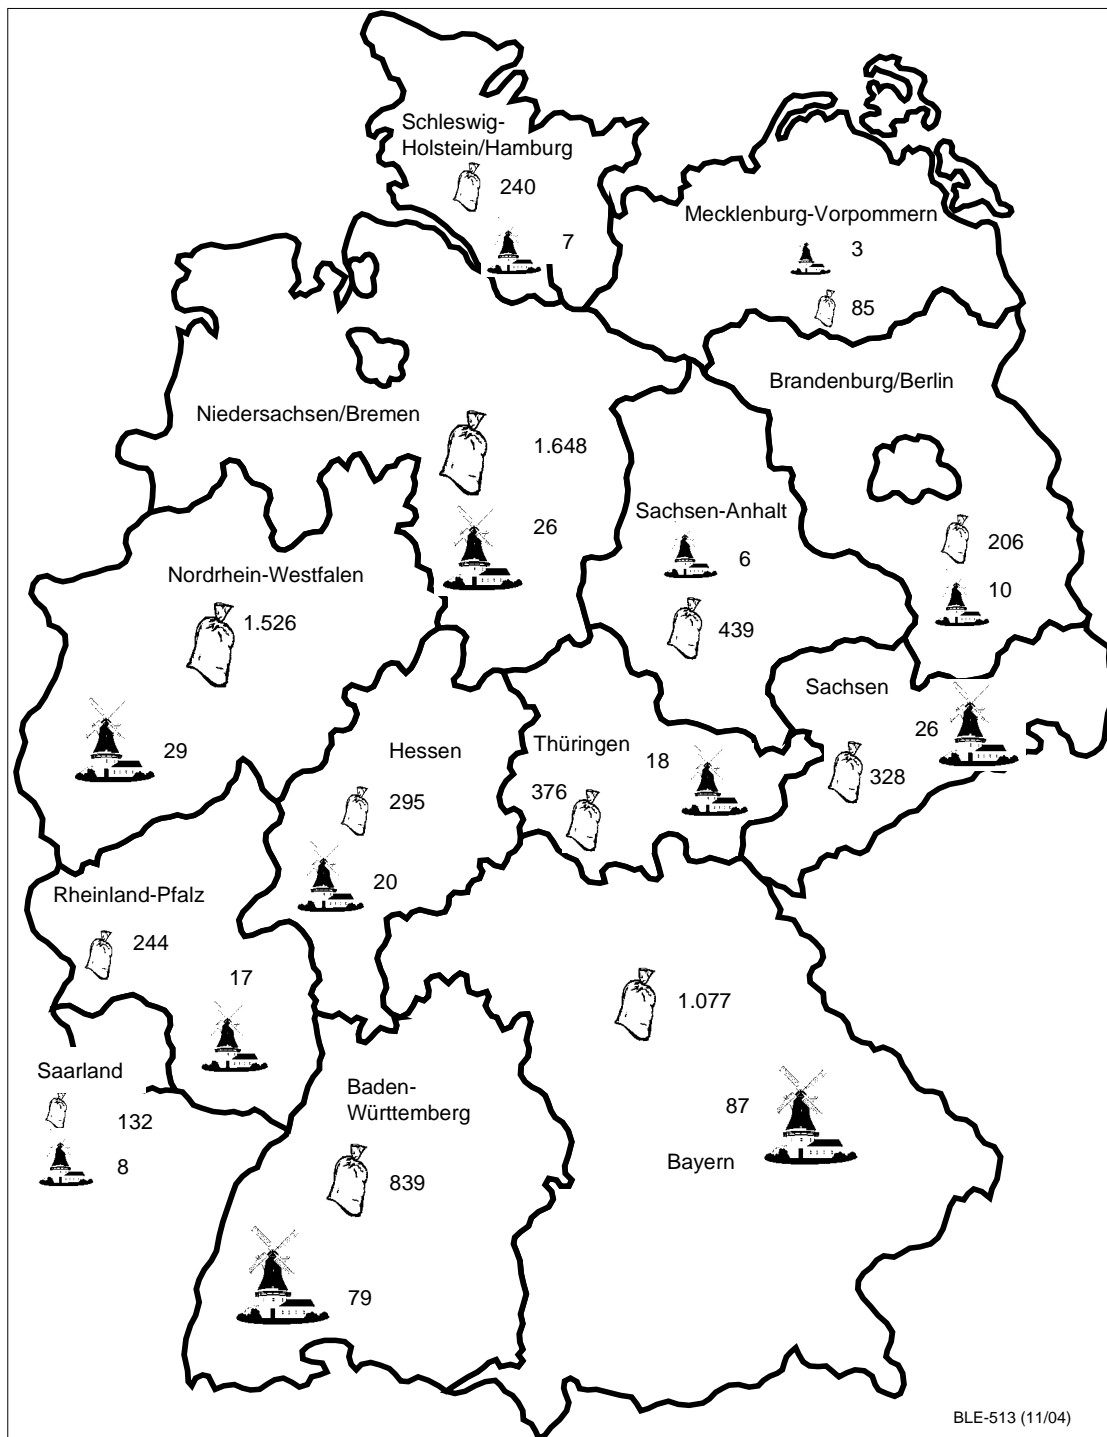 Schleswig-
Holstein/Hamburg
240
7
Mecklenburg-Vorpommern
3
85
Brandenburg/Berlin
206
10
Niedersachsen/Bremen
1.648
26
Sachsen-Anhalt
6
439
Nordrhein-Westfalen
1.526
29
Sachsen
26
328
Hessen
295
20
Thüringen
18
376
Rheinland-Pfalz
244
17
Saarland
132
8
Baden-
Württemberg
839
79
1.077
87
Bayern
BLE-513 (11/04)